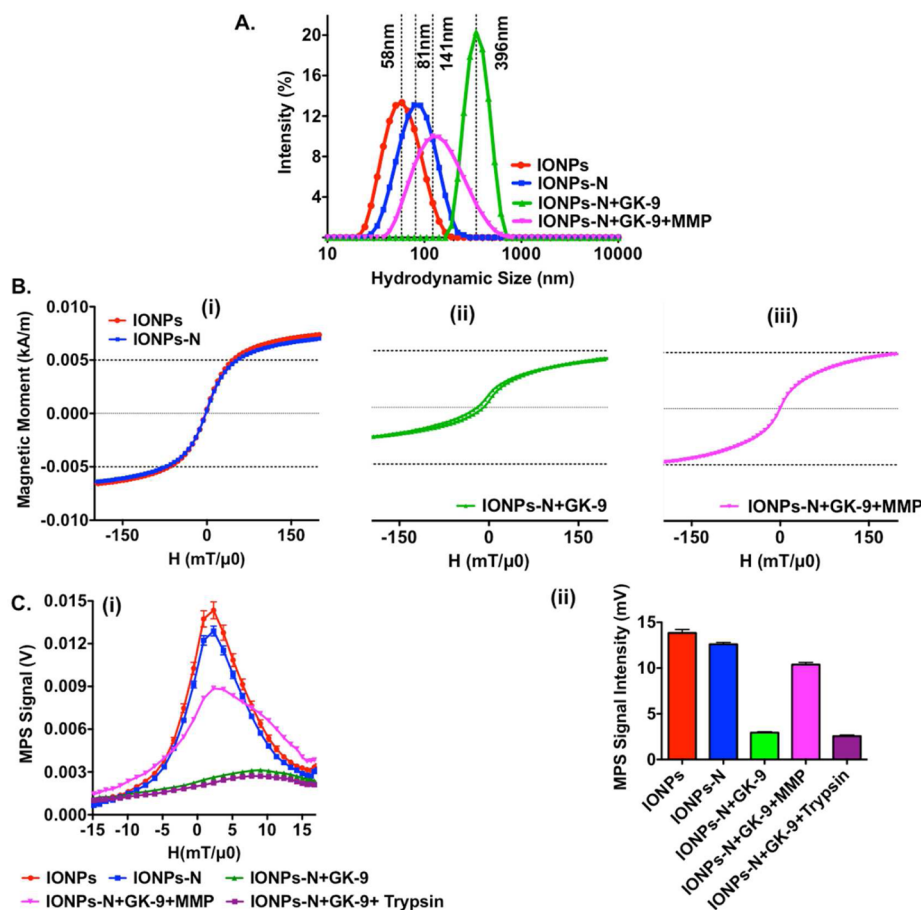 A.
58nm
81nm
141nm
396nm
20
16
12
8
4
Intensity (%)
IONPs
IONPs-N
IONPs-N+GK-9
IONPs-N+GK-9+MMP
10 100 1000 10000
Hydrodynamic Size (nm)
B.
(i)
(ii)
(iii)
0.010
0.005
0.000
-0.005
-0.010
Magnetic Moment (kA/m)
IONPs
IONPs-N
IONPs-N+GK-9
IONPs-N+GK-9+MMP
-150 0 150
-150 0 150
-150 0 150
H (mT/µ0)
H (mT/µ0)
H (mT/µ0)
C.
(i)
0.015
0.012
0.009
0.006
0.003
0.000
MPS Signal (V)
-15 -10 -5 0 5 10 15
H(mT/µ0)
IONPs IONPs-N IONPs-N+GK-9
IONPs-N+GK-9+MMP IONPs-N+GK-9+ Trypsin
(ii)
15
10
5
0
MPS Signal Intensity (mV)
IONPs
IONPs-N
IONPs-N+GK-9
IONPs-N+GK-9+MMP
IONPs-N+GK-9+Trypsin